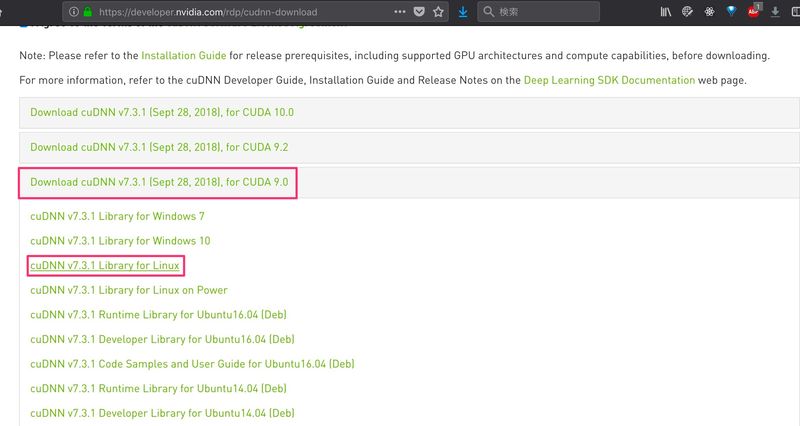 https://developer.nvidia.com/rdp/cudnn-download
検索
Note: Please refer to the Installation Guide for release prerequisites, including supported GPU architectures and compute capabilities, before downloading.
For more information, refer to the cuDNN Developer Guide, Installation Guide and Release Notes on the Deep Learning SDK Documentation web page.
Download cuDNN v7.3.1 (Sept 28, 2018), for CUDA 10.0
Download cuDNN v7.3.1 (Sept 28, 2018), for CUDA 9.2
Download cuDNN v7.3.1 (Sept 28, 2018), for CUDA 9.0
cuDNN v7.3.1 Library for Windows 7
cuDNN v7.3.1 Library for Windows 10
cuDNN v7.3.1 Library for Linux
cuDNN v7.3.1 Library for Linux on Power
cuDNN v7.3.1 Runtime Library for Ubuntu16.04 (Deb)
cuDNN v7.3.1 Developer Library for Ubuntu16.04 (Deb)
cuDNN v7.3.1 Code Samples and User Guide for Ubuntu16.04 (Deb)
cuDNN v7.3.1 Runtime Library for Ubuntu14.04 (Deb)
cuDNN v7.3.1 Developer Library for Ubuntu14.04 (Deb)